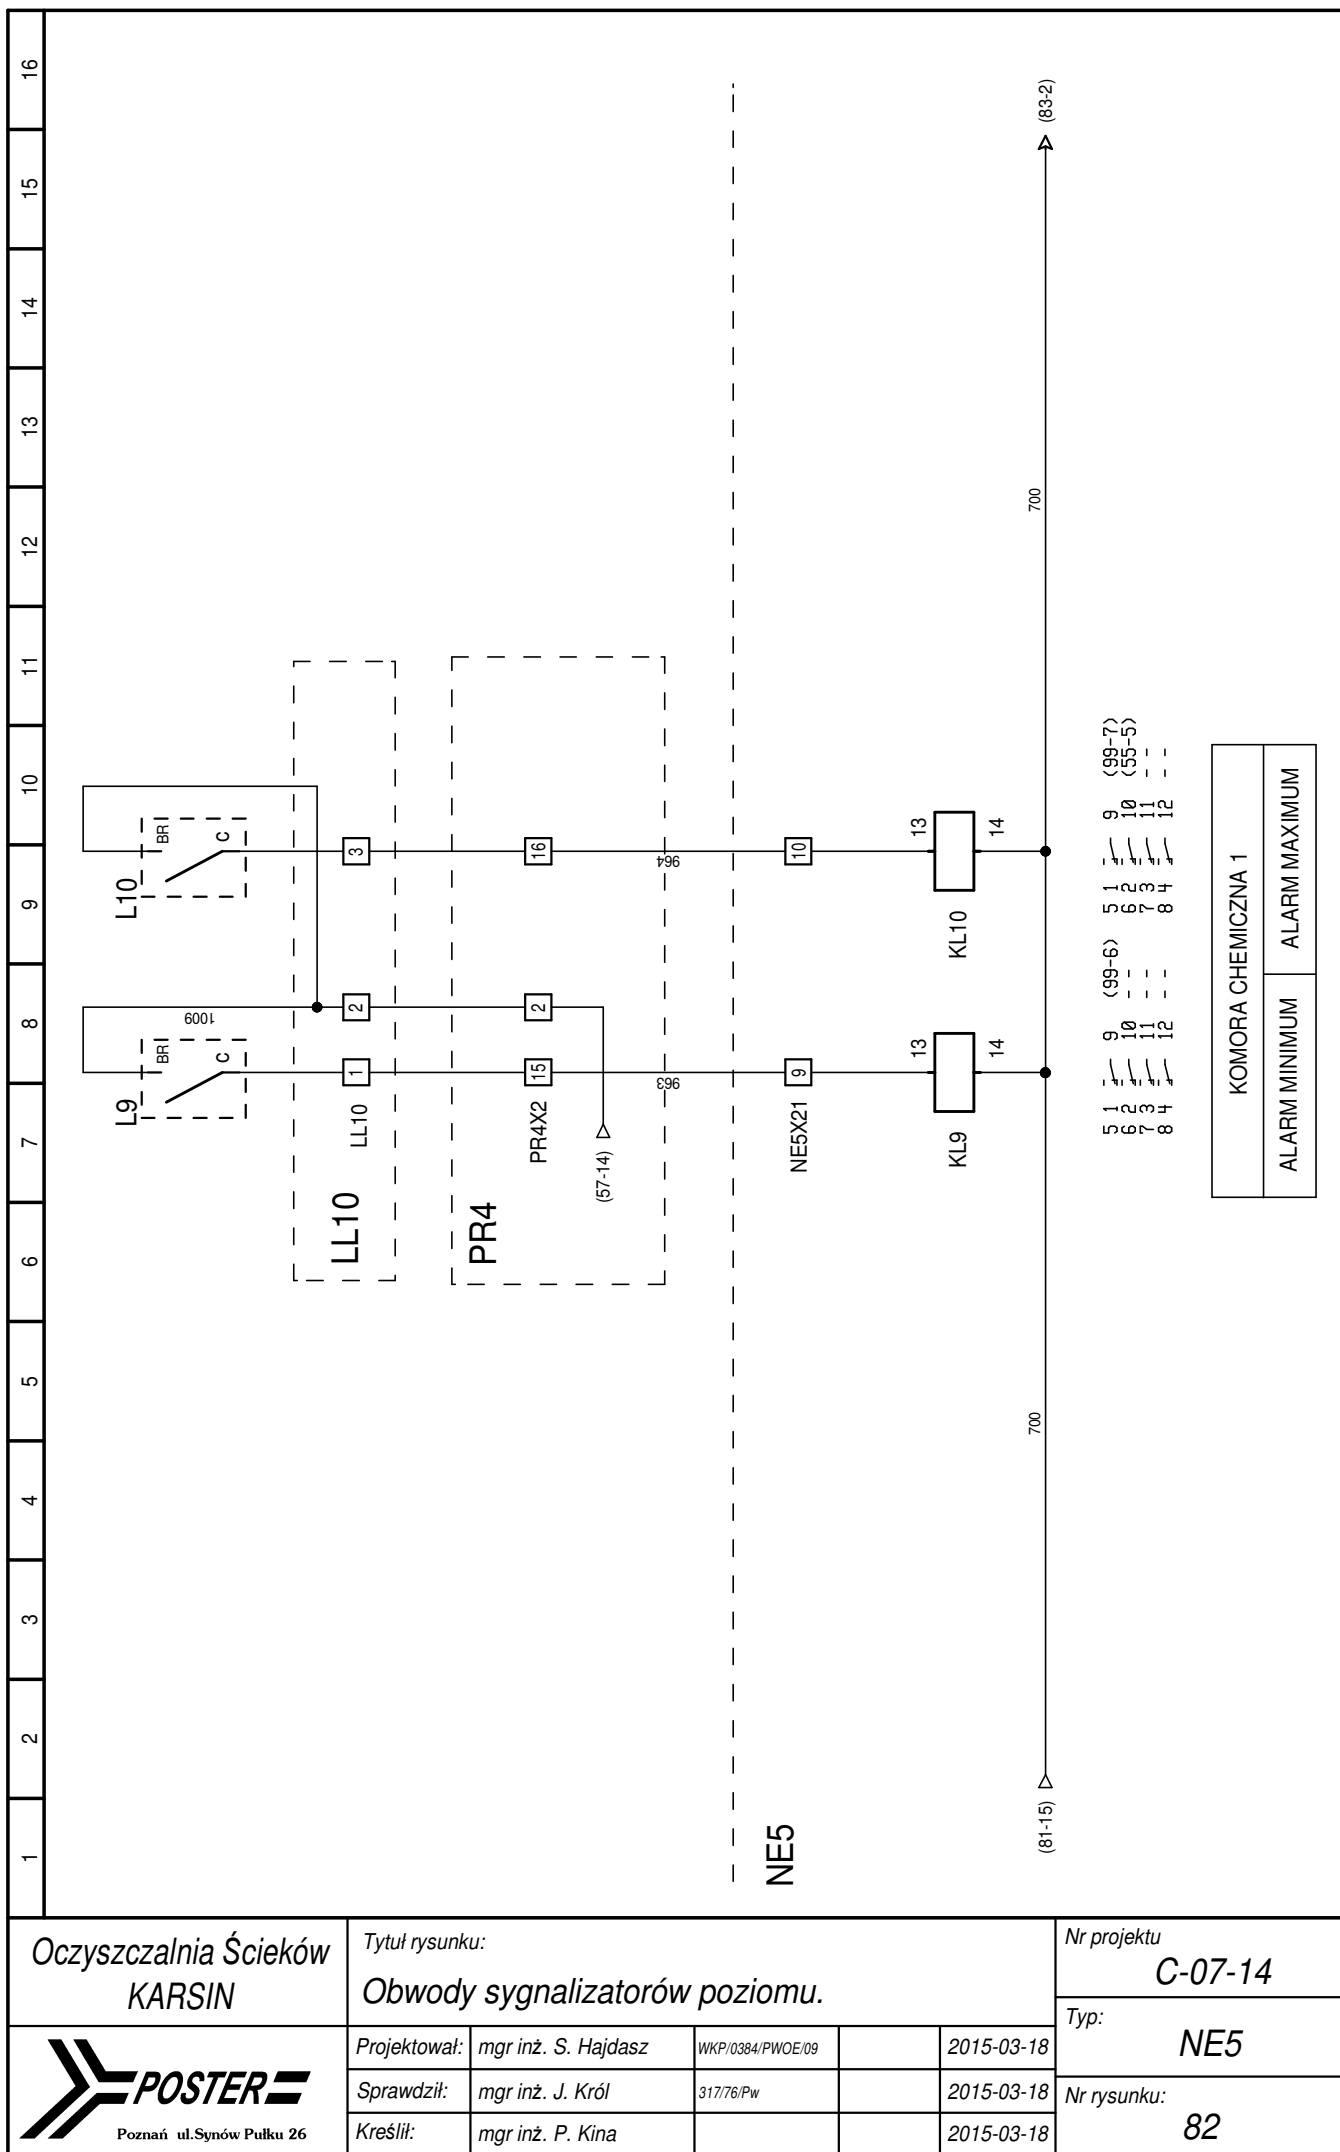 1 2 3 4 5 6 7 8 9 10 11 12 13 14 15 16
L9
BR
C
1009
L10
BR
C
LL10
LL10
1
2
3
PR4
PR4X2
15
2
16
(57-14)
963
964
NE5
NE5X21
9
10
KL9
13
14
KL10
13
14
(81-15)
700
700
(83-2)
5 1 9 (99-6)
6 2 10 - -
7 3 11 - -
8 4 12 - -
5 1 9 (99-7)
6 2 10 (55-5)
7 3 11 - -
8 4 12 - -
KOMORA CHEMICZNA 1
ALARM MINIMUM
ALARM MAXIMUM
Oczyszczalnia Ścieków
KARSIN
POSTER
Poznań ul.Synów Pułku 26
Tytuł rysunku:
Obwody sygnalizatorów poziomu.
Projektował: mgr inż. S. Hajdasz WKP/0384/PWOE/09 2015-03-18
Sprawdził: mgr inż. J. Król 317/76/Pw 2015-03-18
Kreślił: mgr inż. P. Kina 2015-03-18
Nr projektu
C-07-14
Typ:
NE5
Nr rysunku:
82